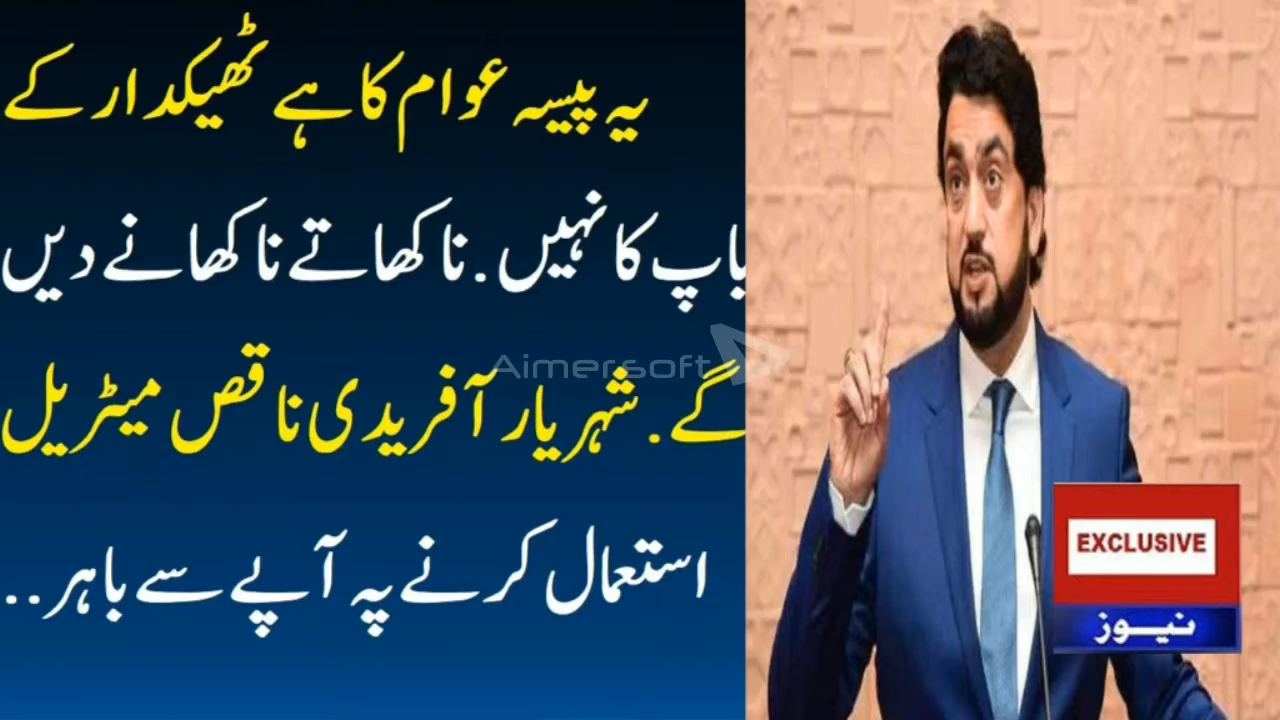 یہ پیسہ عوام کا ہے ٹھیکدار کے
باپ کا نہیں. نا کھاتے نا کھانے دیں
گے. شہریار آفریدی ناقص میٹریل
استعمال کرنے پہ آپے سے باہر..
Aimersoft
EXCLUSIVE
نیوز